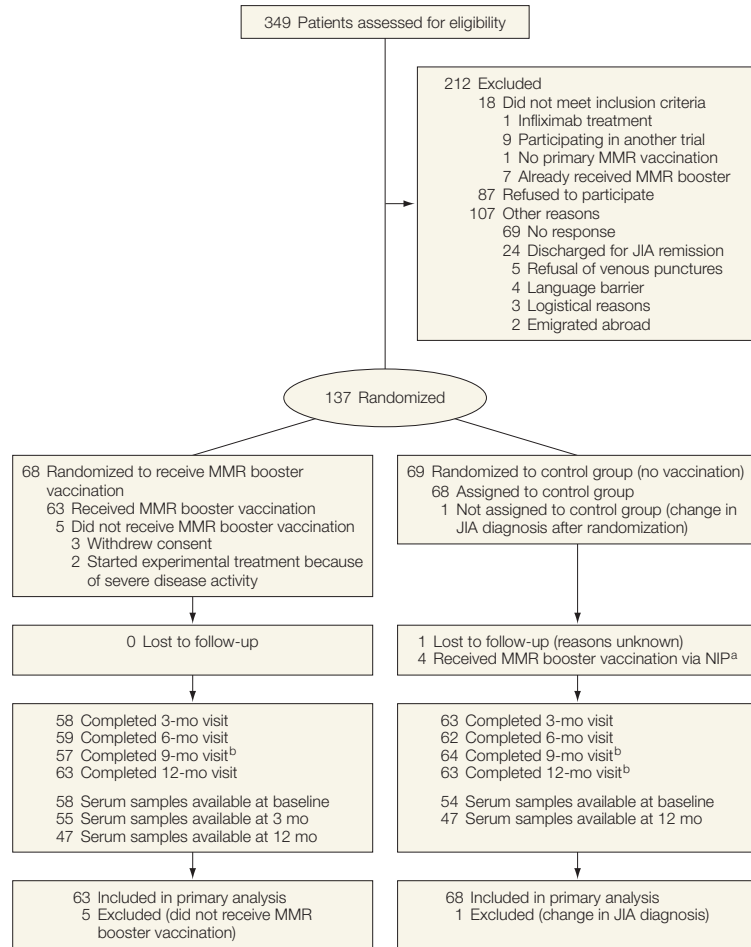 349 Patients assessed for eligibility
212 Excluded
18 Did not meet inclusion criteria
1 Infliximab treatment
9 Participating in another trial
1 No primary MMR vaccination
7 Already received MMR booster
87 Refused to participate
107 Other reasons
69 No response
24 Discharged for JIA remission
5 Refusal of venous punctures
4 Language barrier
3 Logistical reasons
2 Emigrated abroad
137 Randomized
68 Randomized to receive MMR booster
vaccination
63 Received MMR booster vaccination
5 Did not receive MMR booster vaccination
3 Withdrew consent
2 Started experimental treatment because
of severe disease activity
69 Randomized to control group (no vaccination)
68 Assigned to control group
1 Not assigned to control group (change in
JIA diagnosis after randomization)
0 Lost to follow-up
1 Lost to follow-up (reasons unknown)
4 Received MMR booster vaccination via NIPa
58 Completed 3-mo visit
59 Completed 6-mo visit
57 Completed 9-mo visitb
63 Completed 12-mo visit
58 Serum samples available at baseline
55 Serum samples available at 3 mo
47 Serum samples available at 12 mo
63 Completed 3-mo visit
62 Completed 6-mo visit
64 Completed 9-mo visitb
63 Completed 12-mo visitb
54 Serum samples available at baseline
47 Serum samples available at 12 mo
63 Included in primary analysis
5 Excluded (did not receive MMR
booster vaccination)
68 Included in primary analysis
1 Excluded (change in JIA diagnosis)